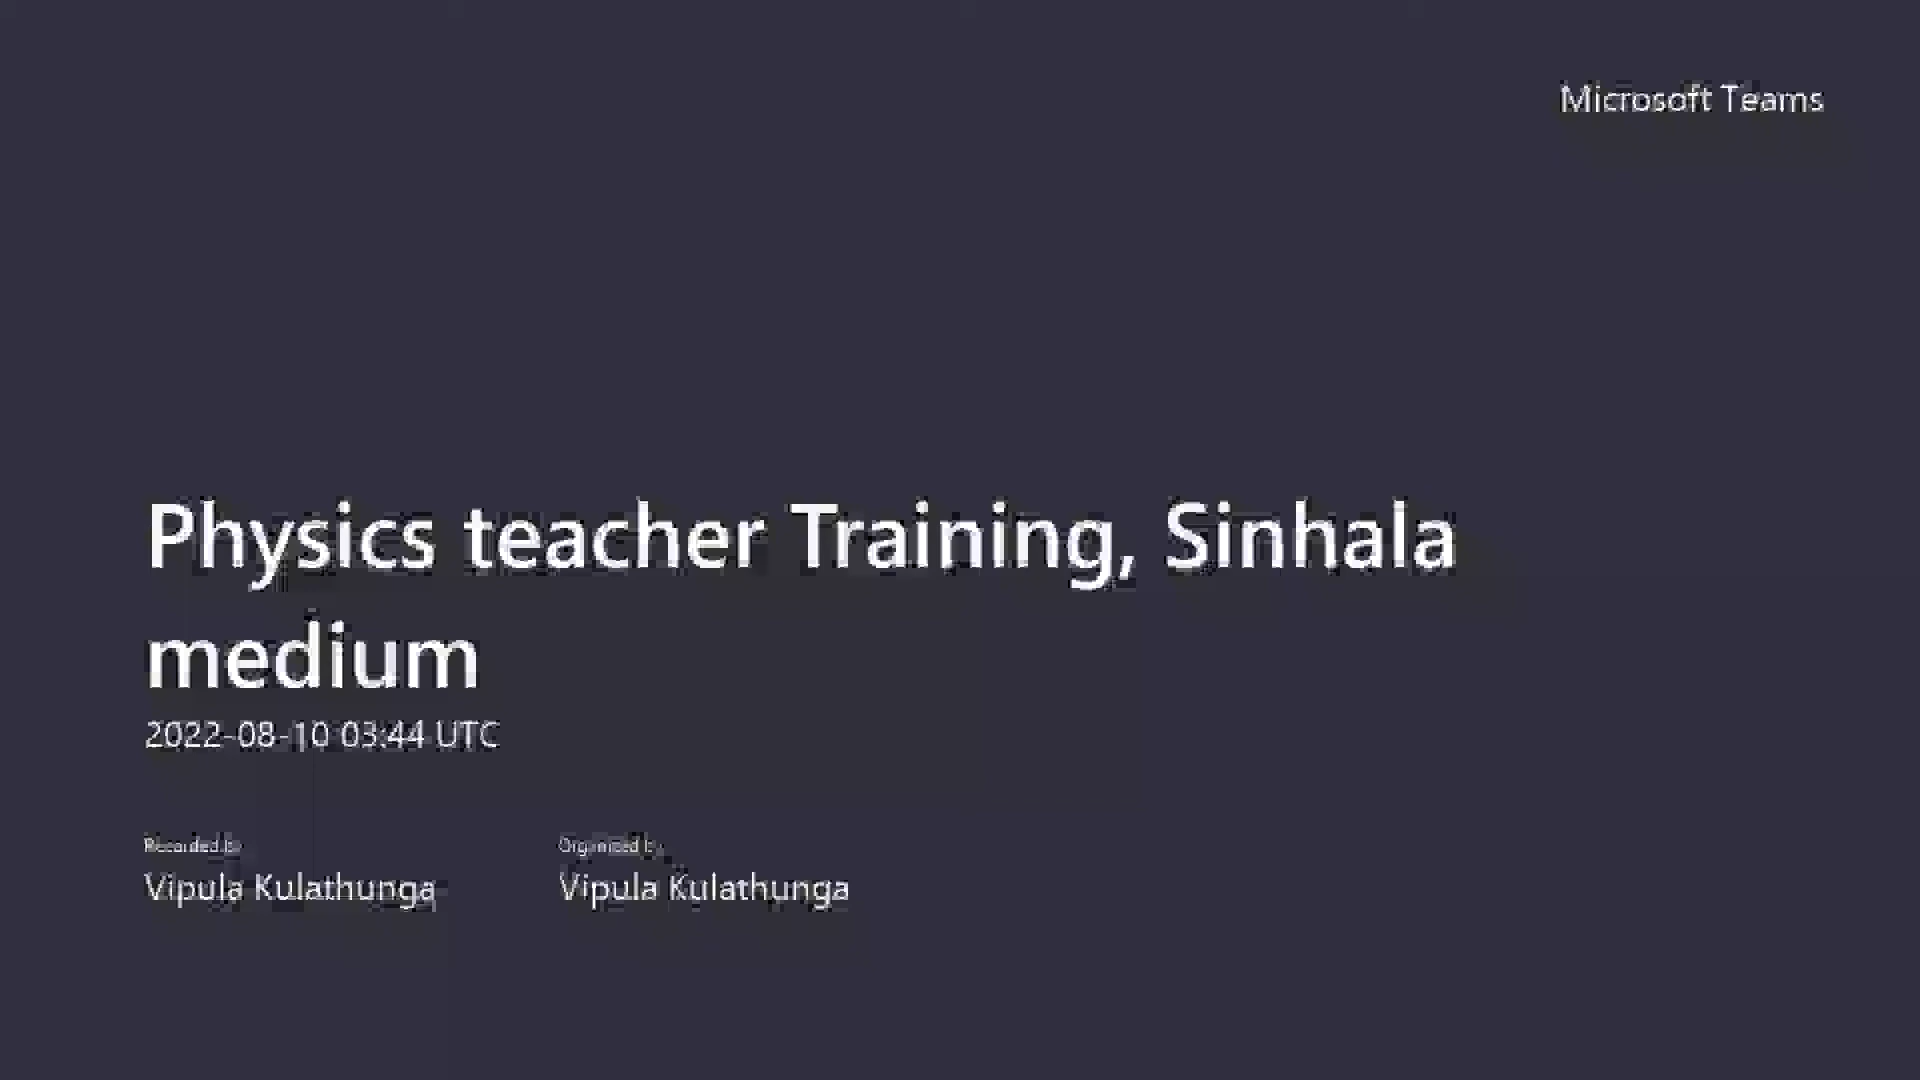 Microsoft Teams
Physics teacher Training, Sinhala
medium
2022-08-10 03:44 UTC
Recorded by
Organized by
Vipula Kulathunga
Vipula Kulathunga